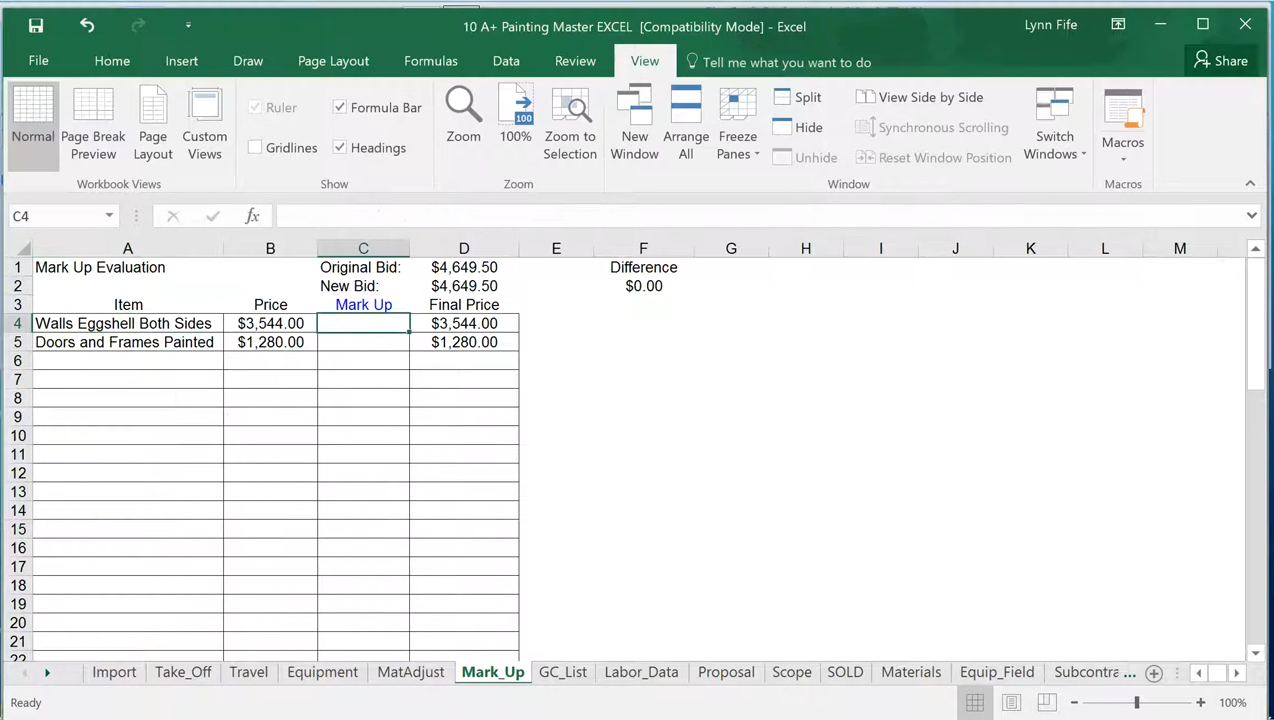 10 A+ Painting Master EXCEL [Compatibility Mode] - Excel
Lynn Fife
File Home Insert Draw Page Layout Formulas Data Review View Tell me what you want to do Share
Normal
Page Break Preview
Page Layout
Custom Views
Workbook Views
Ruler
Formula Bar
Gridlines
Headings
Show
Zoom
100
100%
Zoom to Selection
Zoom
New Window
Arrange All
Freeze Panes
Split
Hide
Unhide
View Side by Side
Synchronous Scrolling
Reset Window Position
Switch Windows
Window
Macros
Macros
C4 fx
A B C D E F G H I J K L M
1 Mark Up Evaluation Original Bid: $4,649.50 Difference
2 New Bid: $4,649.50 $0.00
3 Item Price Mark Up Final Price
4 Walls Eggshell Both Sides $3,544.00 $3,544.00
5 Doors and Frames Painted $1,280.00 $1,280.00
6
7
8
9
10
11
12
13
14
15
16
17
18
19
20
21
22
Import Take_Off Travel Equipment MatAdjust Mark_Up GC_List Labor_Data Proposal Scope SOLD Materials Equip_Field Subcontra ...
Ready 100%